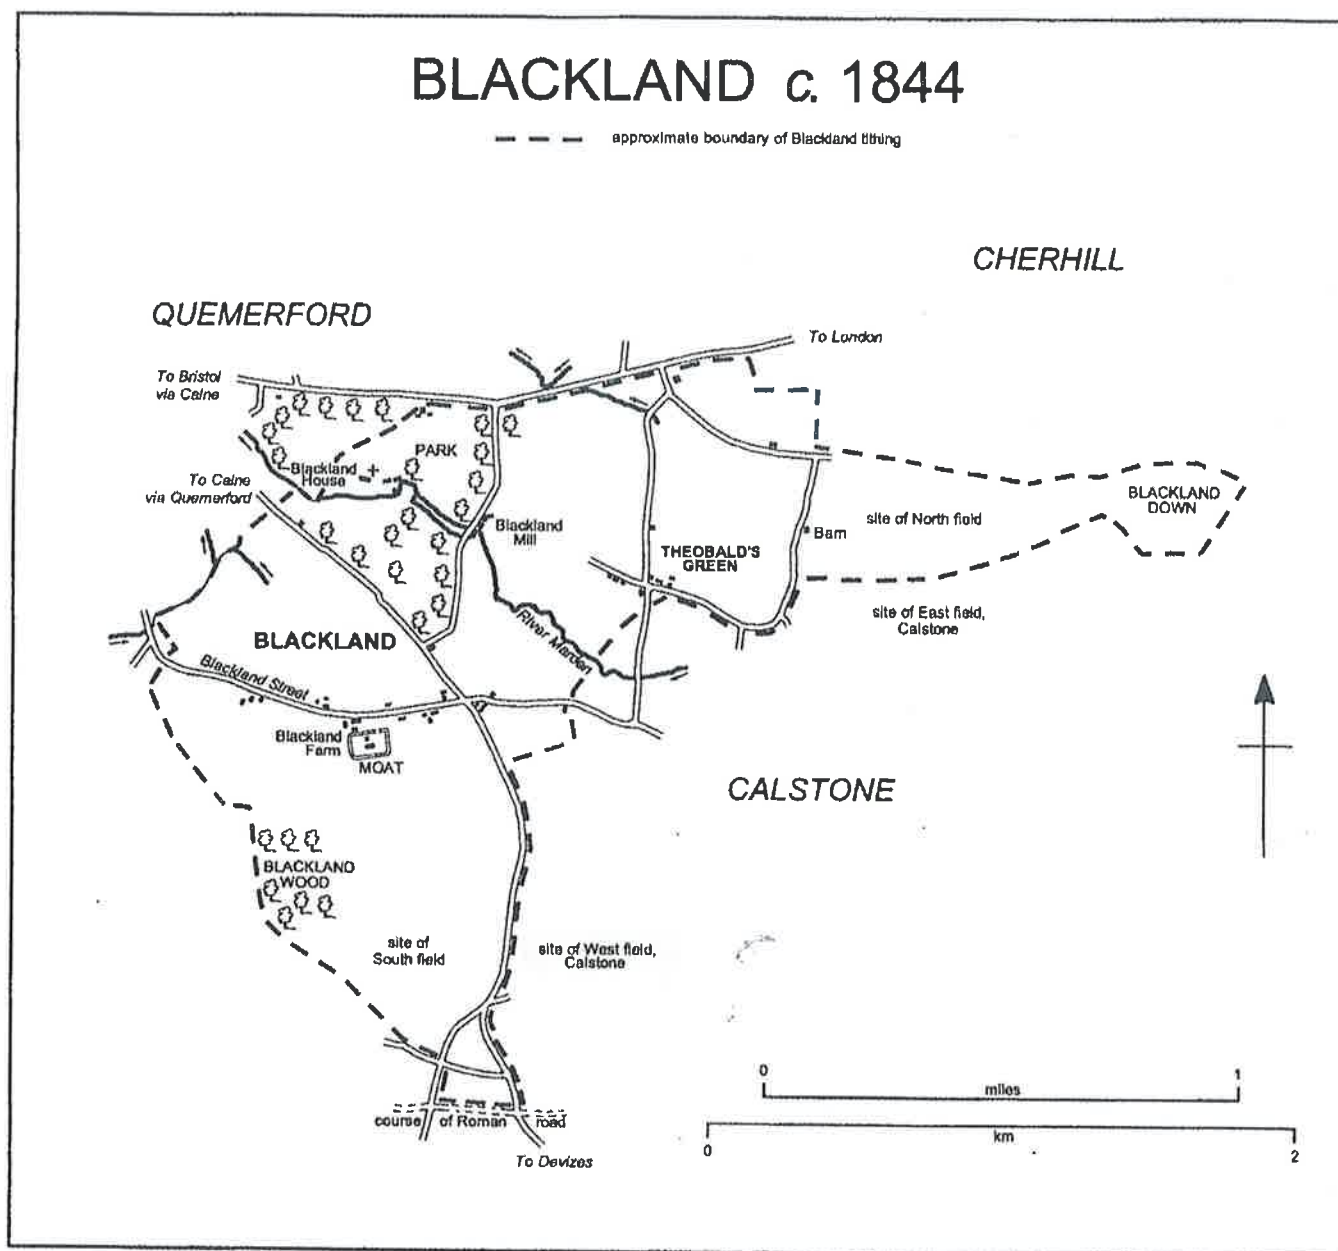 BLACKLAND c. 1844
approximate boundary of Blackland tithing
CHERHILL
QUEMERFORD
To London
To Bristol
via Calne
PARK
Blackland
House
To Calne
via Quemerford
BLACKLAND
DOWN
site of North field
Blackland
Mill
Barn
THEOBALD'S
GREEN
site of East field,
Calstone
River Marden
BLACKLAND
Blackland Street
Blackland
Farm
MOAT
CALSTONE
BLACKLAND
WOOD
site of
South field
site of West field,
Calstone
0 1
miles
course of Roman road
km
0 2
To Devizes